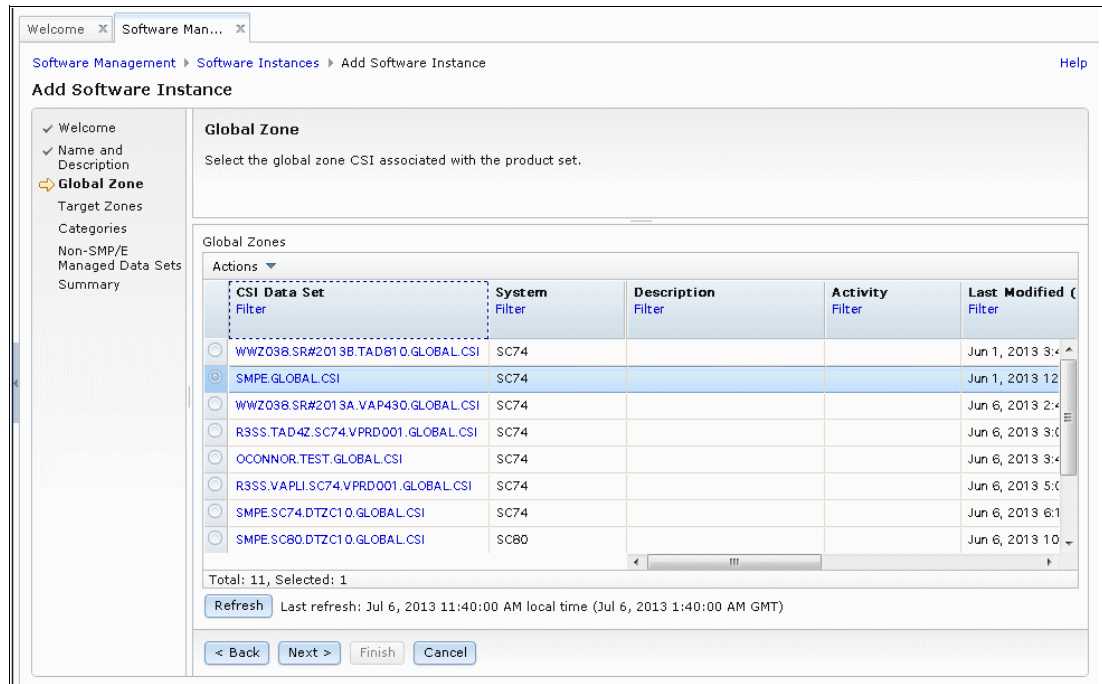 Welcome X Software Man... X
Software Management Software Instances Add Software Instance Help
Add Software Instance
Welcome
Name and
Description
Global Zone
Target Zones
Categories
Non-SMP/E
Managed Data Sets
Summary
Global Zone
Select the global zone CSI associated with the product set.
Global Zones
Actions
CSI Data Set System Description Activity Last Modified (
Filter Filter Filter Filter Filter
WWZ038.SR#2013B.TAD810.GLOBAL.CSI SC74 Jun 1, 2013 3:4
SMPE.GLOBAL.CSI SC74 Jun 1, 2013 12
WWZ038.SR#2013A.VAP430.GLOBAL.CSI SC74 Jun 6, 2013 2:4
R3SS.TAD4Z.SC74.VPRD001.GLOBAL.CSI SC74 Jun 6, 2013 3:0
OCONNOR.TEST.GLOBAL.CSI SC74 Jun 6, 2013 3:4
R3SS.VAPLI.SC74.VPRD001.GLOBAL.CSI SC74 Jun 6, 2013 5:0
SMPE.SC74.DTZC10.GLOBAL.CSI SC74 Jun 6, 2013 6:1
SMPE.SC80.DTZC10.GLOBAL.CSI SC80 Jun 6, 2013 10
Total: 11, Selected: 1
Refresh Last refresh: Jul 6, 2013 11:40:00 AM local time (Jul 6, 2013 1:40:00 AM GMT)
< Back Next > Finish Cancel